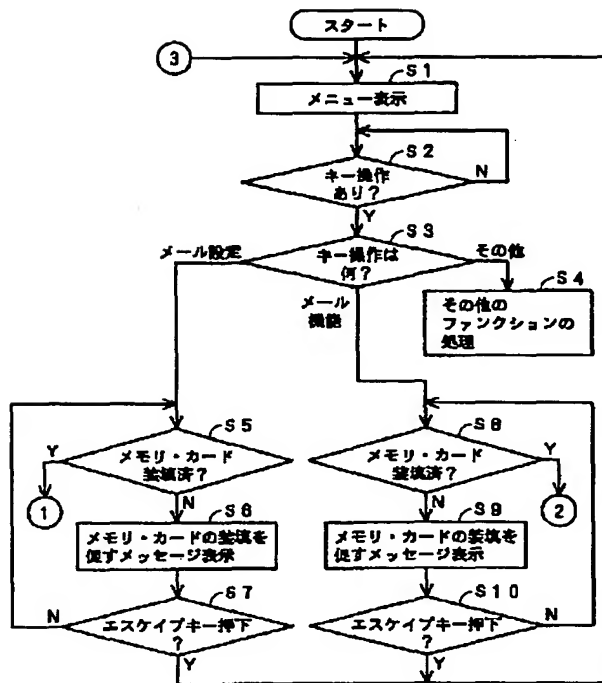 スタート
3
S1
メニュー表示
S2
キー操作
あり?
N
Y
S3
メール設定
キー操作は
何?
その他
メール
機能
S4
その他の
ファンクションの
処理
S5
Y
メモリ・カード
装填済?
1
N
S6
メモリ・カードの装填を
促すメッセージ表示
S7
N
エスケイプキー押下
?
Y
S8
メモリ・カード
装填済?
Y
2
N
S9
メモリ・カードの装填を
促すメッセージ表示
S10
エスケイプキー押下
?
N
Y